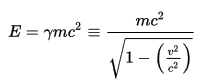 E = γmc² ≡ mc² / √(1 − (v²/c²))